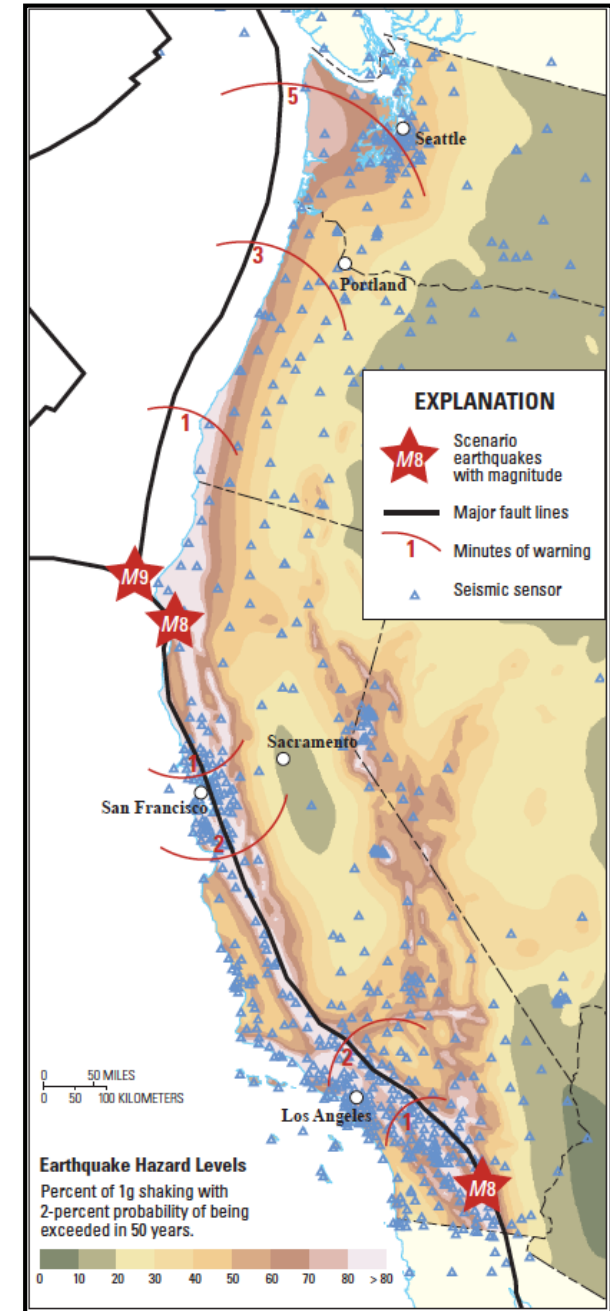 5
Seattle
3
Portland
1
EXPLANATION
M8
Scenario
earthquakes
with magnitude
Major fault lines
1
Minutes of warning
Seismic sensor
M9
M8
Sacramento
1
San Francisco
2
2
0 50 MILES
0 50 100 KILOMETERS
Los Angeles
1
M8
Earthquake Hazard Levels
Percent of 1g shaking with
2-percent probability of being
exceeded in 50 years.
0 10 20 30 40 50 60 70 80 > 80